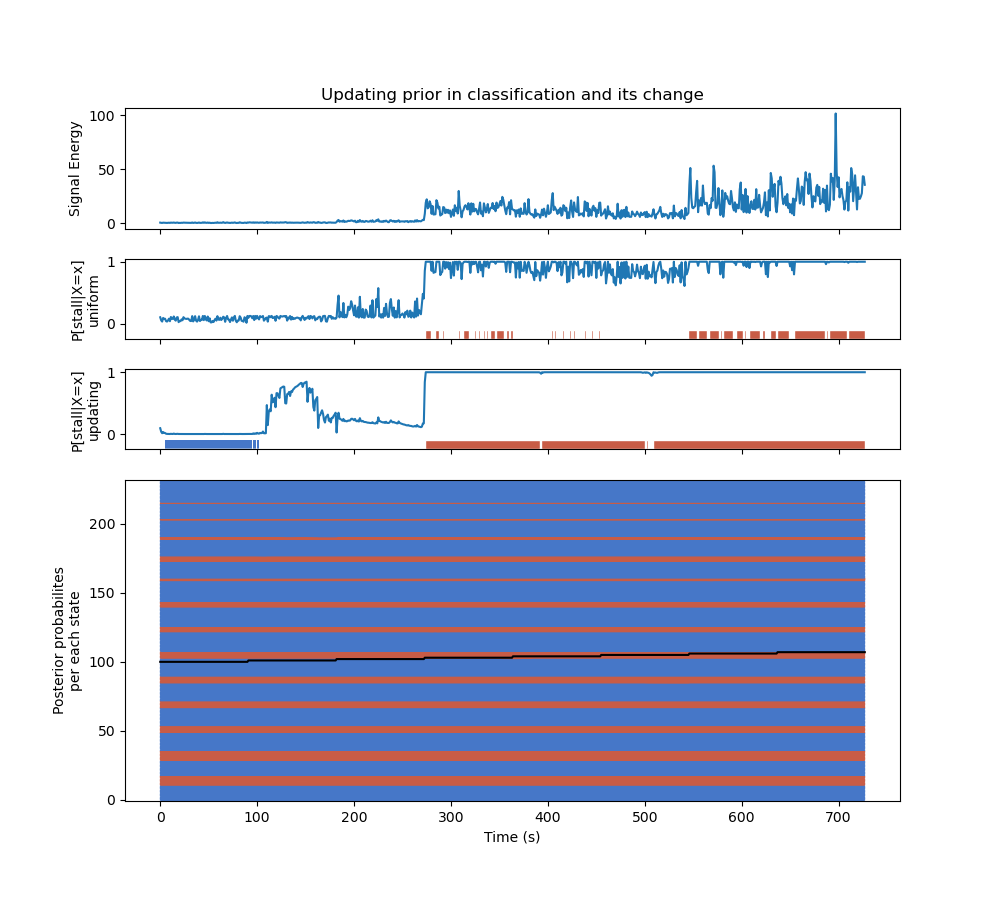 Updating prior in classification and its change
Signal Energy
100
50
0
P[stall|X=x]
uniform
1
0
P[stall|X=x]
updating
1
0
Posterior probabilites
per each state
200
150
100
50
0
0 100 200 300 400 500 600 700
Time (s)